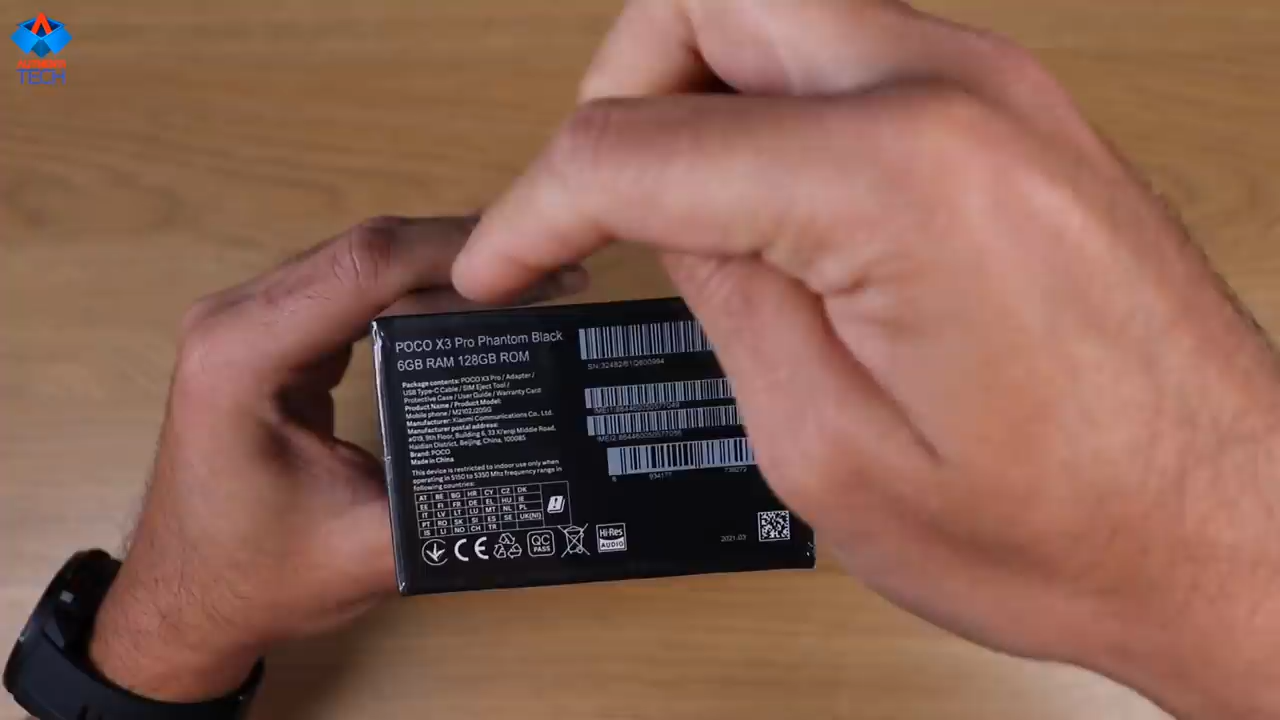 TECH
POCO X3 Pro Phantom Black
6GB RAM 128GB ROM
Package contents: POCO X3 Pro / Adapter /
USB Type-C Cable / SIM Eject Tool /
Protective Case / User Guide / Warranty Card
Product Name / Product Model:
Mobile phone / M2102J20SG
Manufacturer: Xiaomi Communications Co., Ltd.
Manufacturer postal address:
#019, 9th Floor, Building 6, 33 Xi'erqi Middle Road,
Haidian District, Beijing, China, 100085
Brand: POCO
Made in China
This device is restricted to indoor use only when
operating in 5150 to 5350 Mhz frequency range in
following countries:
AT BE BG HR CY CZ DK
EE FI FR DE EL HU IE
IT LV LT LU MT NL PL
PT RO SK SI ES SE UK(NI)
IS LI NO CH TR
CE
QC
PASS
Hi-Res
AUDIO
2021.03